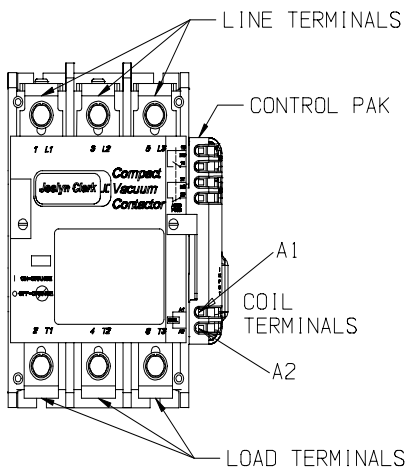 LINE TERMINALS
CONTROL PAK
1 L1 3 L2 5 L3
Joslyn Clark
Compact
Vacuum
Contactor
A1
COIL
TERMINALS
2 T1 4 T2 6 T3
A2
LOAD TERMINALS